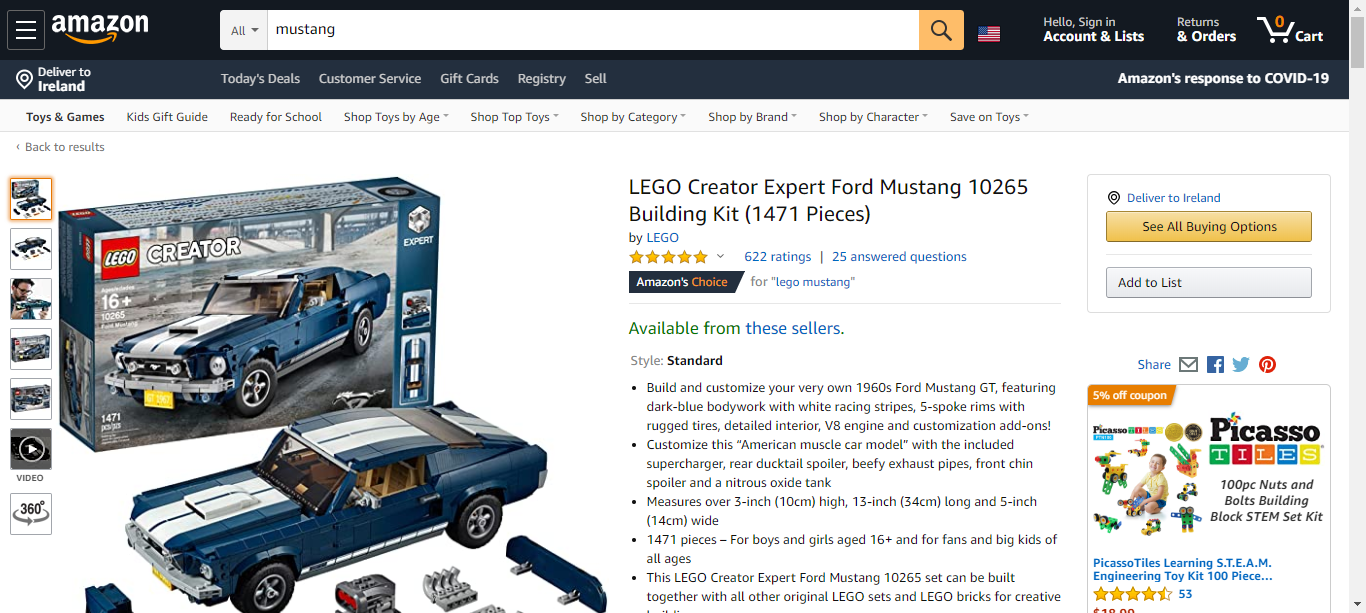 amazon
All
mustang
Hello, Sign in
Account & Lists
Returns
& Orders
0
Cart
Deliver to
Ireland
Today's Deals
Customer Service
Gift Cards
Registry
Sell
Amazon's response to COVID-19
Toys & Games
Kids Gift Guide
Ready for School
Shop Toys by Age
Shop Top Toys
Shop by Category
Shop by Brand
Shop by Character
Save on Toys
‹ Back to results
VIDEO
360°
LEGO
CREATOR
EXPERT
16+
10265
Ford Mustang
1471
pcs/pzs
GT 1967
LEGO Creator Expert Ford Mustang 10265
Building Kit (1471 Pieces)
by LEGO
622 ratings | 25 answered questions
Amazon's Choice for "lego mustang"
Available from these sellers.
Style: Standard
• Build and customize your very own 1960s Ford Mustang GT, featuring
dark-blue bodywork with white racing stripes, 5-spoke rims with
rugged tires, detailed interior, V8 engine and customization add-ons!
• Customize this “American muscle car model” with the included
supercharger, rear ducktail spoiler, beefy exhaust pipes, front chin
spoiler and a nitrous oxide tank
• Measures over 3-inch (10cm) high, 13-inch (34cm) long and 5-inch
(14cm) wide
• 1471 pieces – For boys and girls aged 16+ and for fans and big kids of
all ages
• This LEGO Creator Expert Ford Mustang 10265 set can be built
together with all other original LEGO sets and LEGO bricks for creative
Deliver to Ireland
See All Buying Options
Add to List
Share
5% off coupon
Picasso
TILES
Picasso
TILES
100pc Nuts and
Bolts Building
Block STEM Set Kit
PicassoTiles Learning S.T.E.A.M.
Engineering Toy Kit 100 Piece...
53